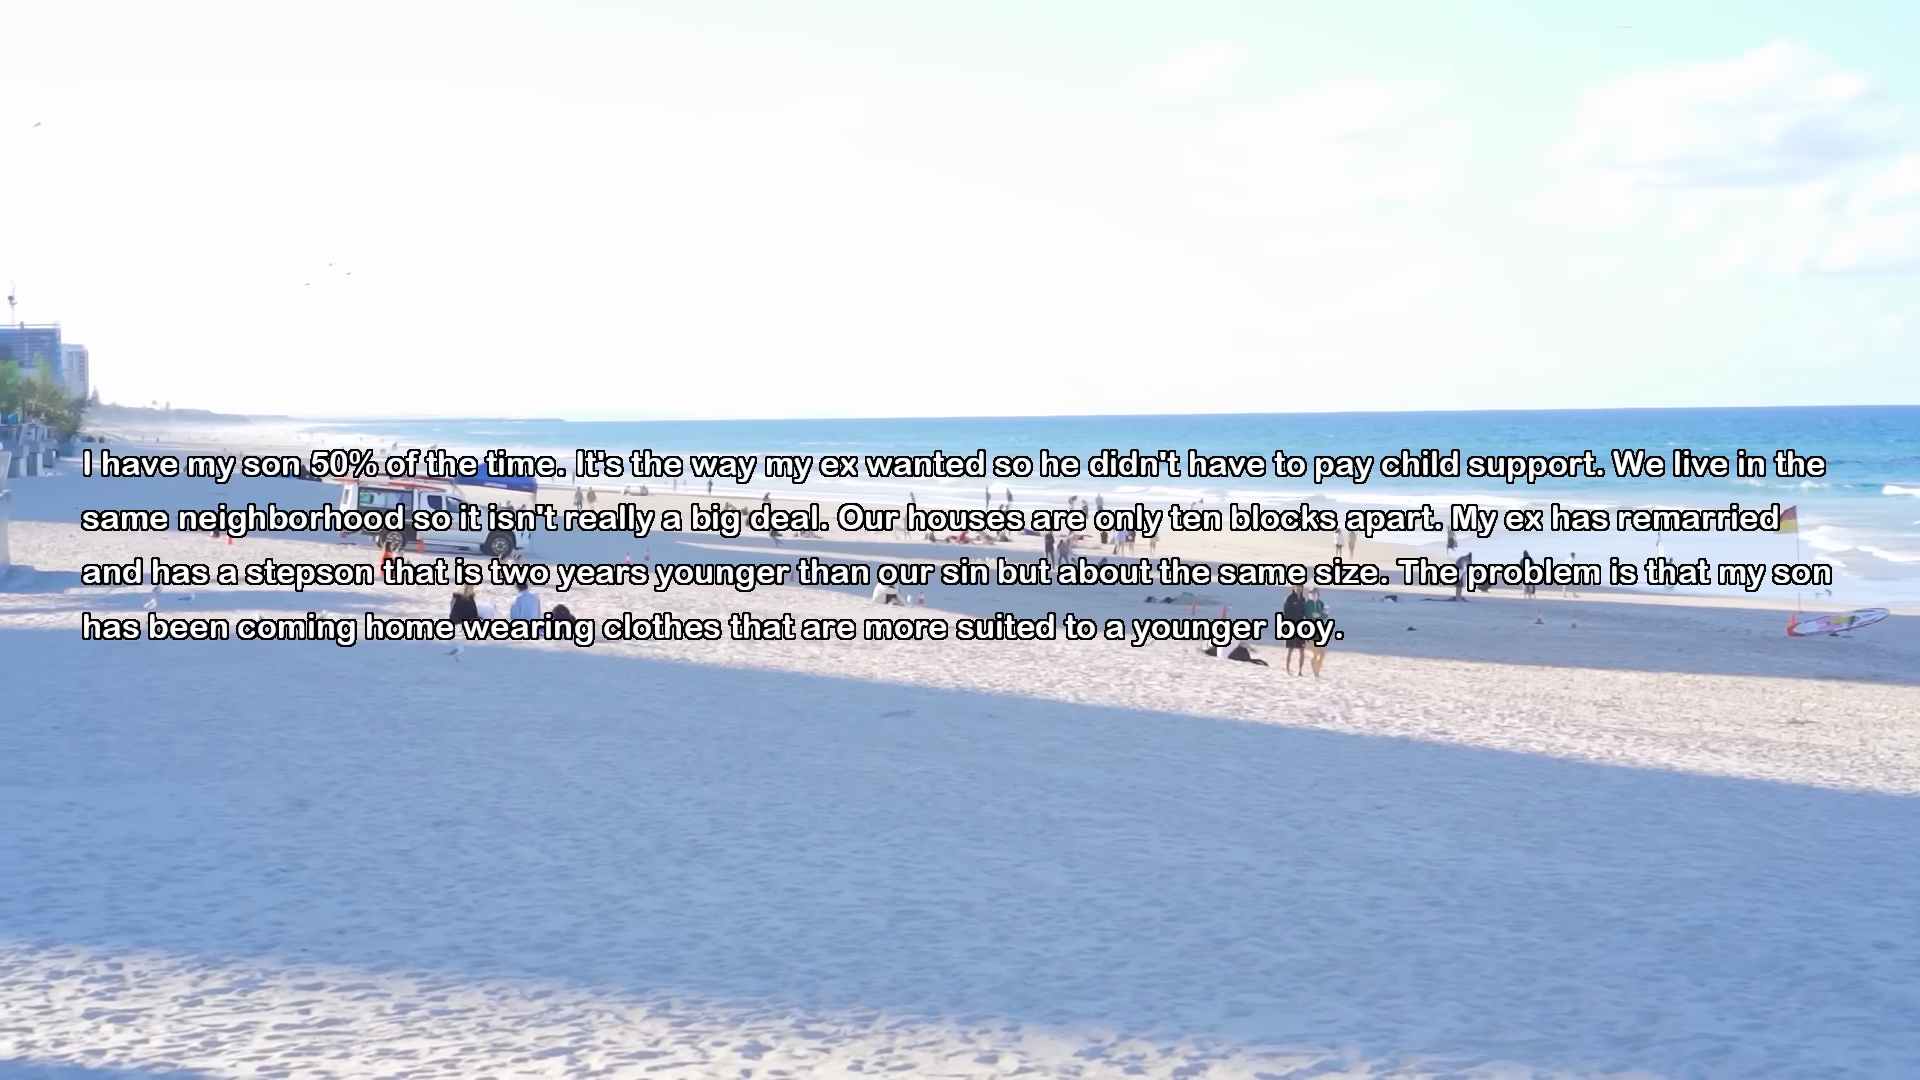 I have my son 50% of the time. It's the way my ex wanted so he didn't have to pay child support. We live in the
same neighborhood so it isn't really a big deal. Our houses are only ten blocks apart. My ex has remarried
and has a stepson that is two years younger than our sin but about the same size. The problem is that my son
has been coming home wearing clothes that are more suited to a younger boy.